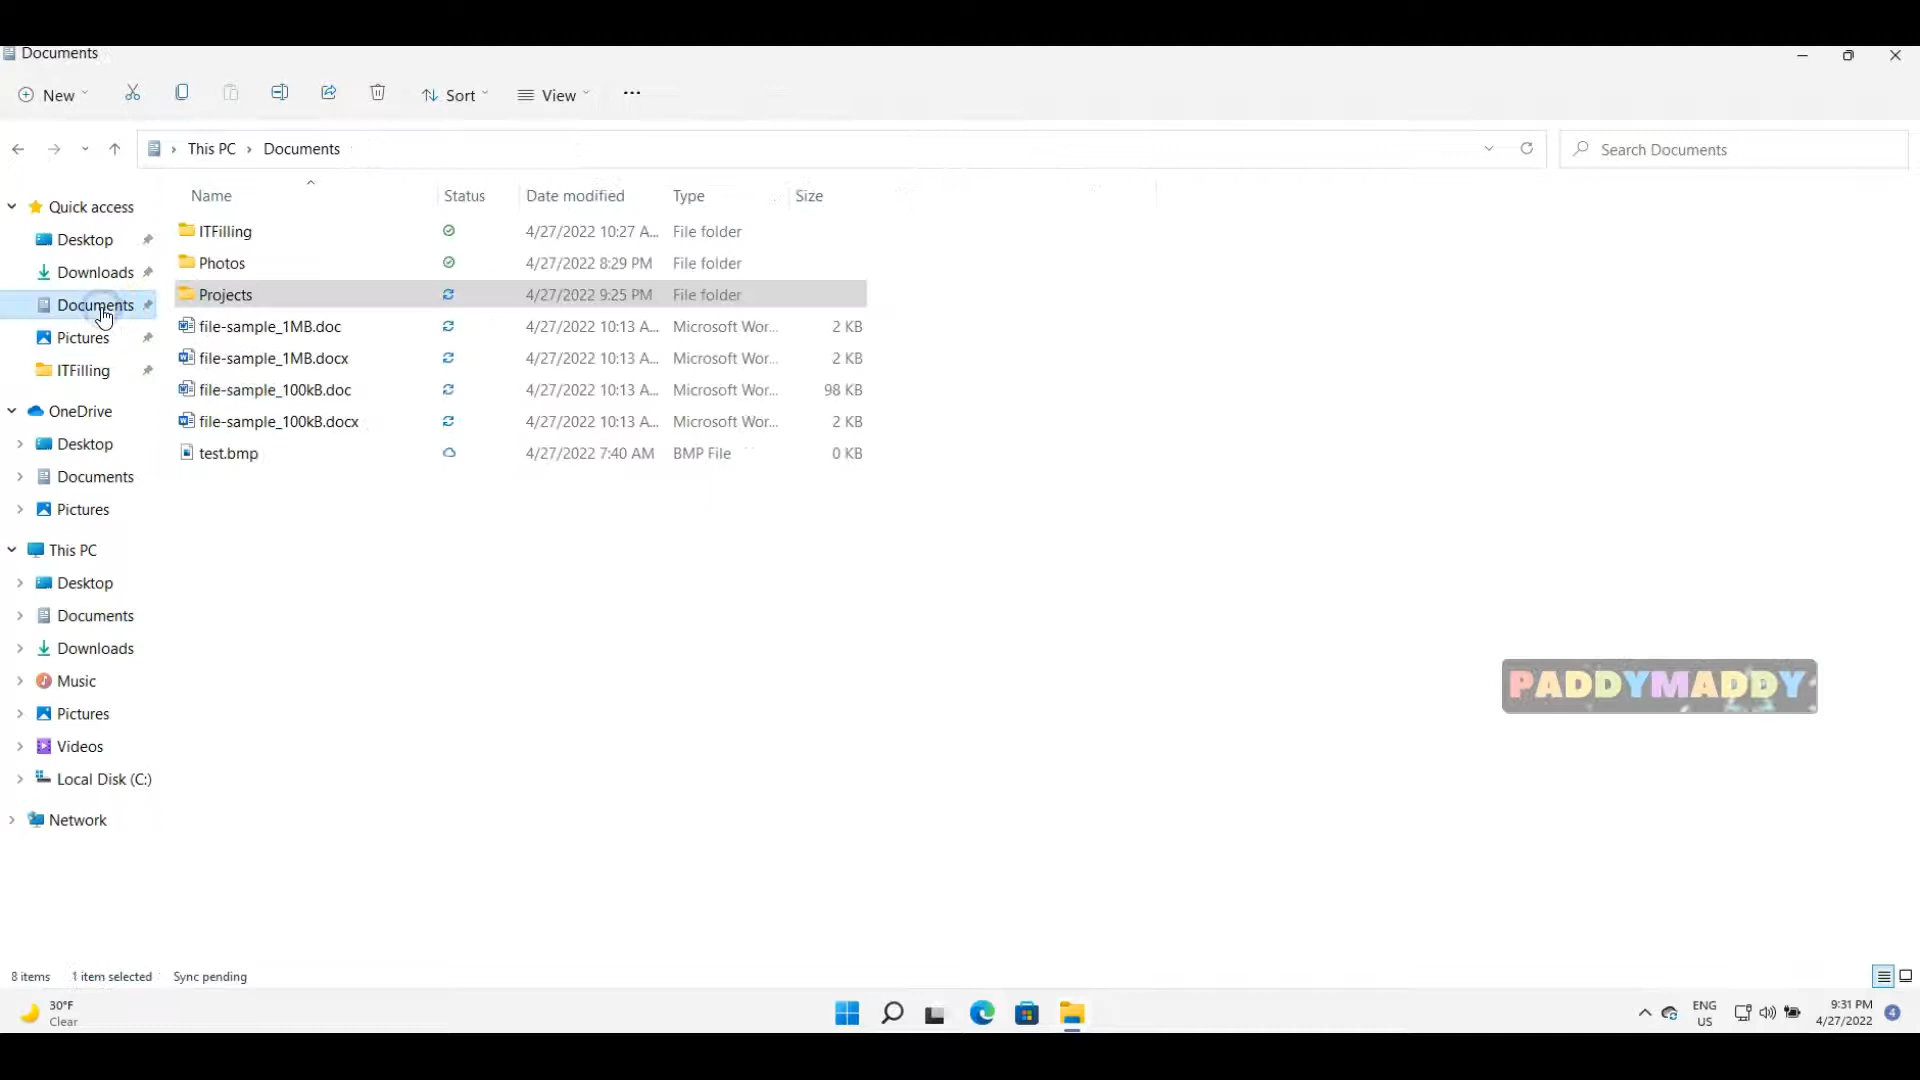 Documents
New Sort View ...
This PC > Documents
Search Documents
Name Status Date modified Type Size
Quick access
Desktop
Downloads
Documents
Pictures
ITFilling
OneDrive
Desktop
Documents
Pictures
This PC
Desktop
Documents
Downloads
Music
Pictures
Videos
Local Disk (C:)
Network
ITFilling 4/27/2022 10:27 A... File folder
Photos 4/27/2022 8:29 PM File folder
Projects 4/27/2022 9:25 PM File folder
file-sample_1MB.doc 4/27/2022 10:13 A... Microsoft Wor... 2 KB
file-sample_1MB.docx 4/27/2022 10:13 A... Microsoft Wor... 2 KB
file-sample_100kB.doc 4/27/2022 10:13 A... Microsoft Wor... 98 KB
file-sample_100kB.docx 4/27/2022 10:13 A... Microsoft Wor... 2 KB
test.bmp 4/27/2022 7:40 AM BMP File 0 KB
PADDYMADDY
8 items 1 item selected Sync pending
30°F
Clear
ENG
US
9:31 PM
4/27/2022
4